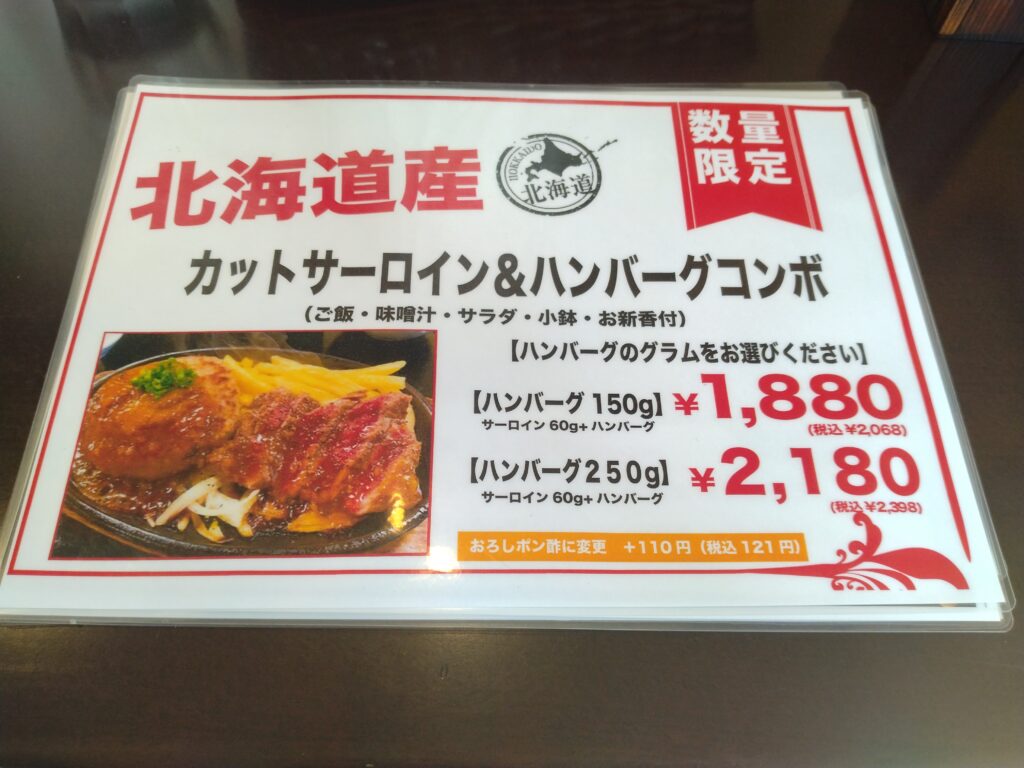 数量
限定
北海道産
HOKKAIDO
北海道
カットサーロイン&ハンバーグコンボ
(ご飯・味噌汁・サラダ・小鉢・お新香付)
【ハンバーグのグラムをお選びください】
【ハンバーグ 150g】 ¥1,880
サーロイン 60g+ ハンバーグ
(税込 ¥2,068)
【ハンバーグ250g】 ¥2,180
サーロイン 60g+ ハンバーグ
(税込 ¥2,398)
おろしポン酢に変更 +110円 (税込 121円)